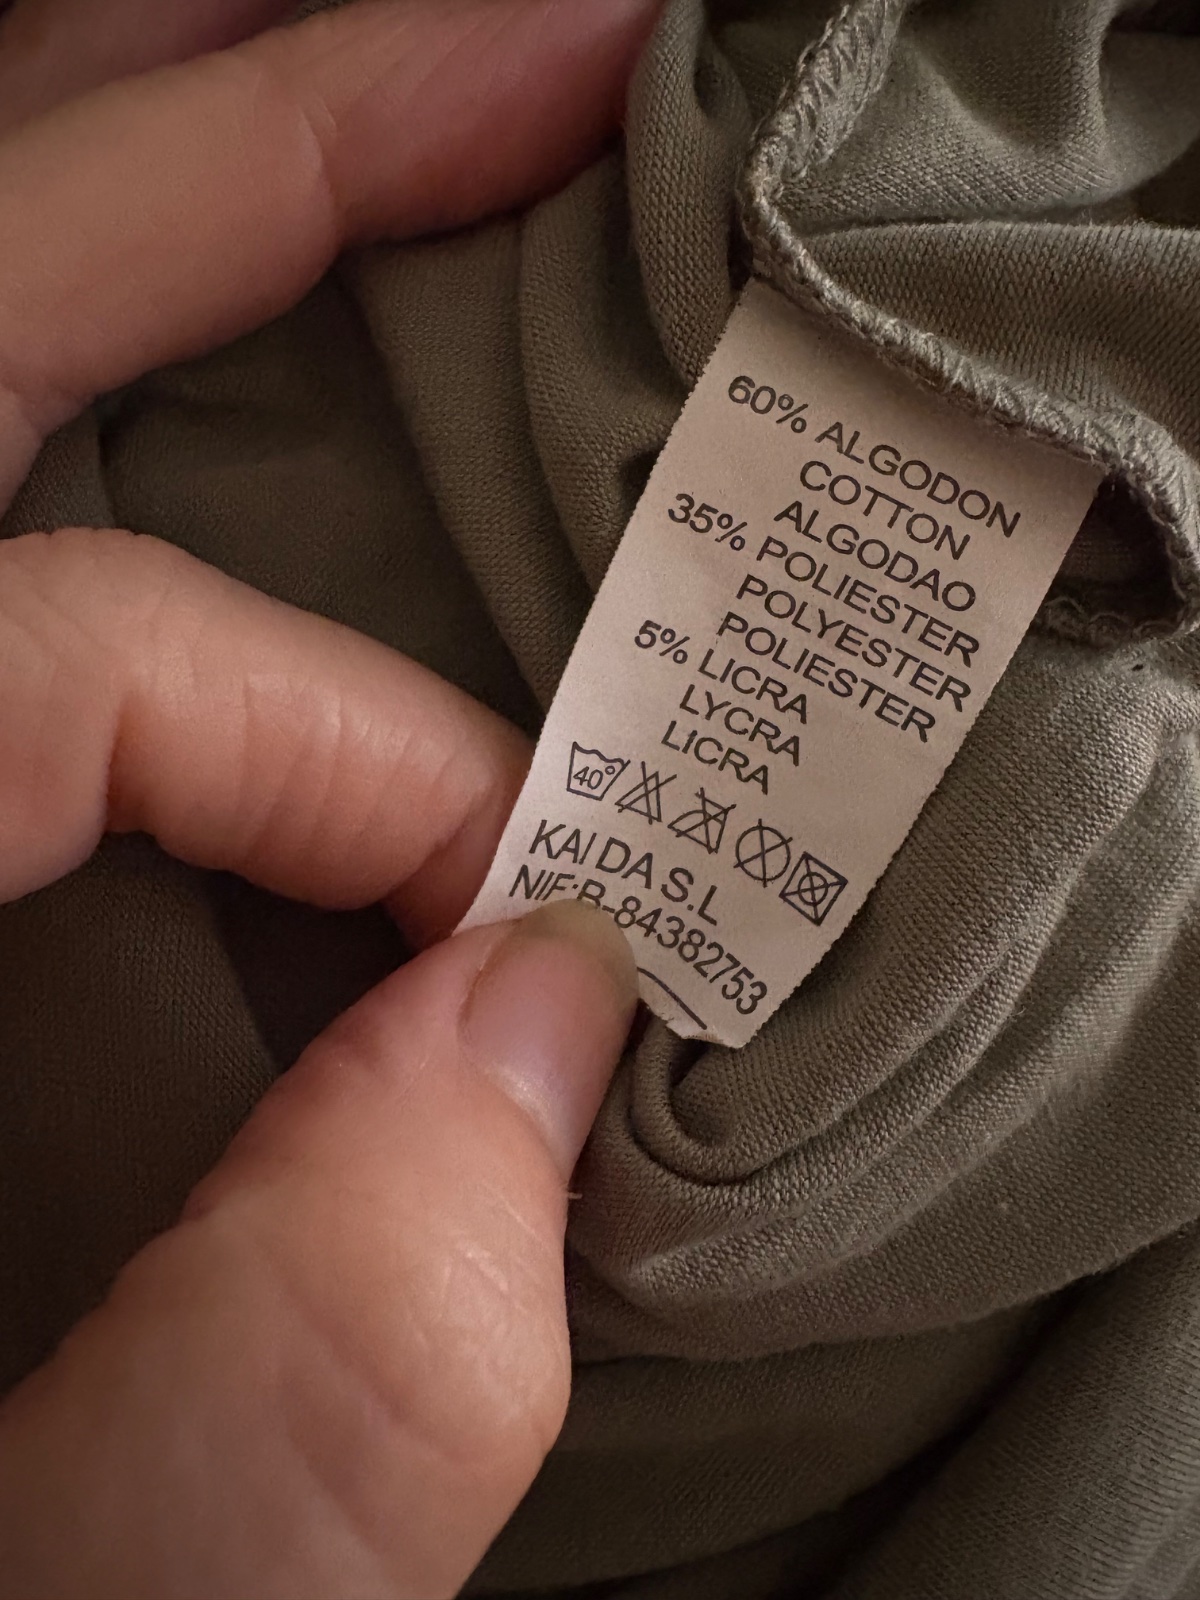 60% ALGODON
COTTON
ALGODAO
35% POLIESTER
POLYESTER
POLIESTER
5% LICRA
LYCRA
LICRA
40°
KAI DA S.L
NIF:B-84382753